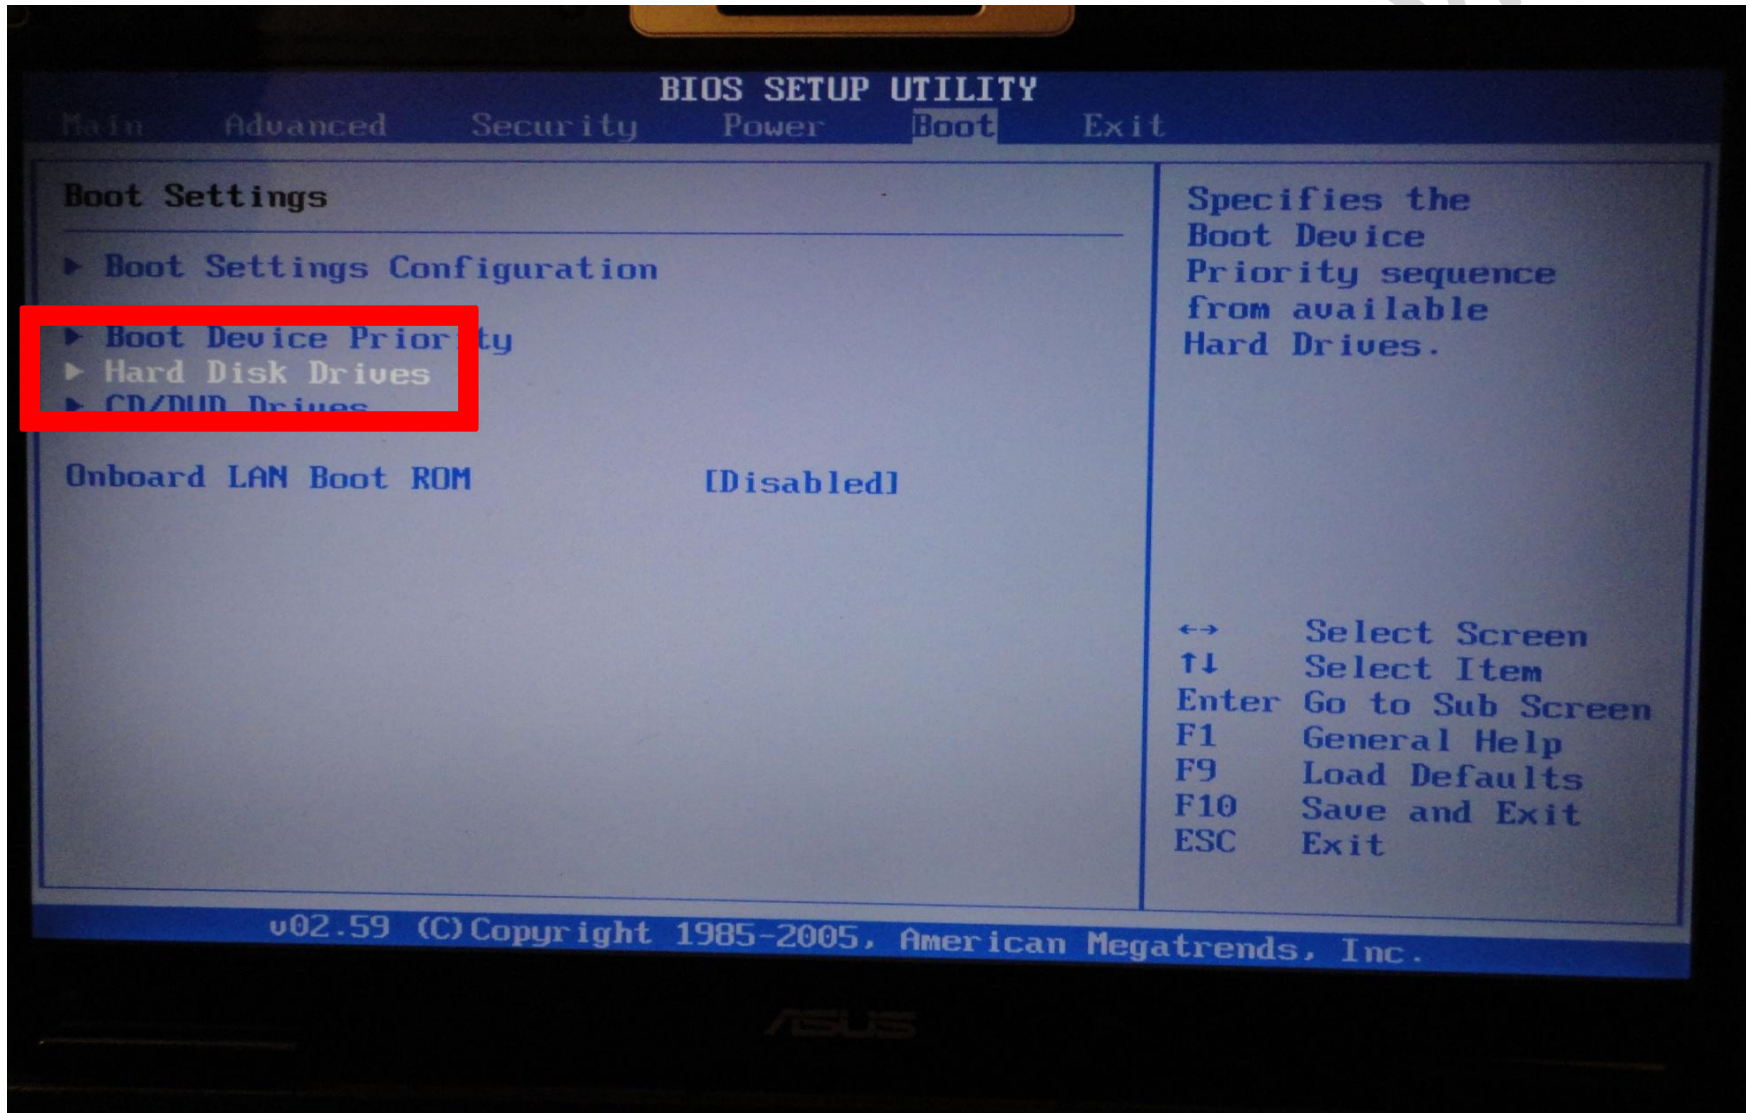 BIOS SETUP UTILITY
Main Advanced Security Power Boot Exit
Boot Settings
▶ Boot Settings Configuration
▶ Boot Device Priority
▶ Hard Disk Drives
▶ CD/DVD Drives
Onboard LAN Boot ROM [Disabled]
Specifies the
Boot Device
Priority sequence
from available
Hard Drives.
←→ Select Screen
↑↓ Select Item
Enter Go to Sub Screen
F1 General Help
F9 Load Defaults
F10 Save and Exit
ESC Exit
v02.59 (C)Copyright 1985-2005, American Megatrends, Inc.
ASUS